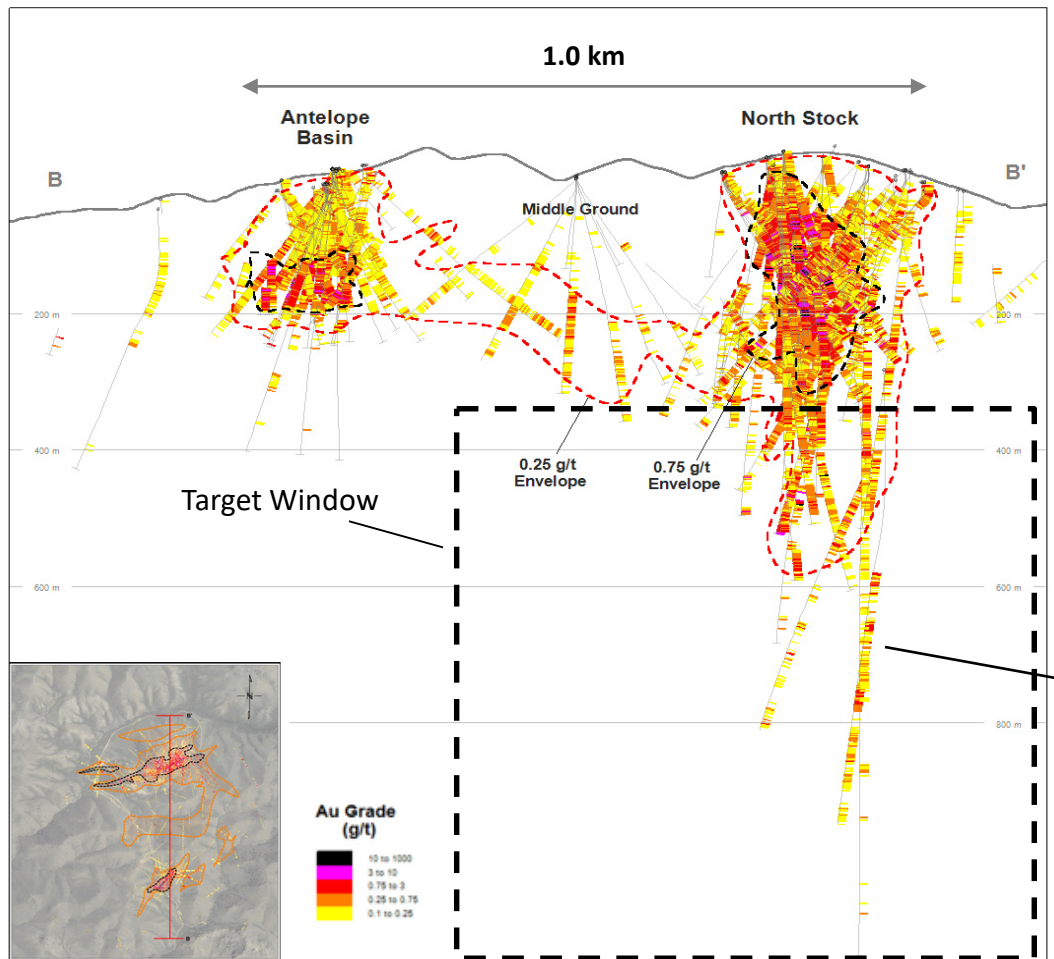 1.0 km
Antelope
Basin
North Stock
B
B'
Middle Ground
200 m
200 m
0.25 g/t
Envelope
0.75 g/t
Envelope
400 m
400 m
Target Window
600 m
600 m
800 m
N
B'
B
Au Grade
(g/t)
10 to 1000
3 to 10
0.75 to 3
0.25 to 0.75
0.1 to 0.25